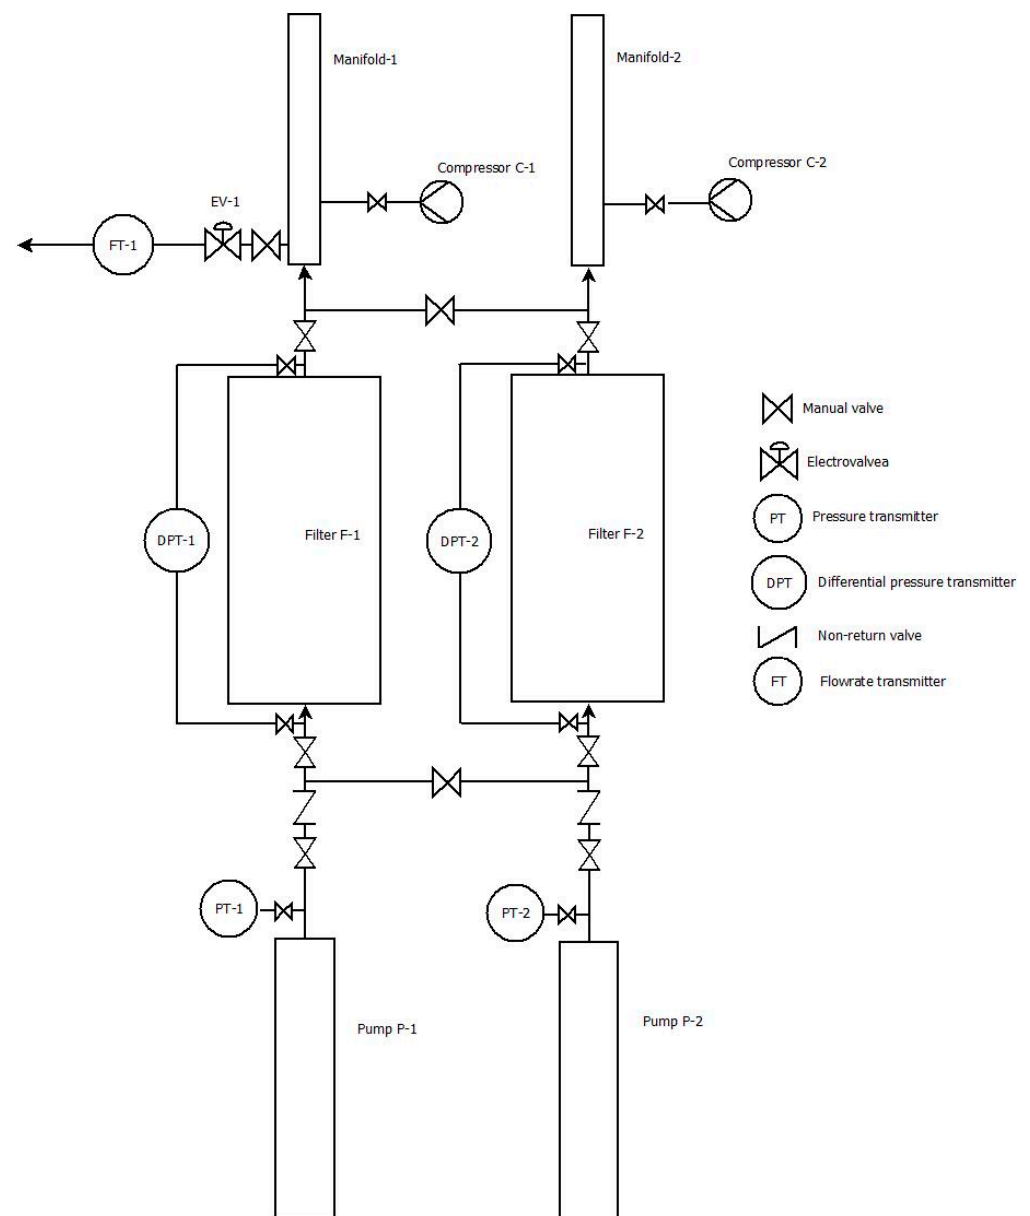 Manifold-1
Manifold-2
Compressor C-1
Compressor C-2
EV-1
FT-1
Manual valve
Electrovalvea
PT
Pressure transmitter
DPT-1
Filter F-1
DPT-2
Filter F-2
DPT
Differential pressure transmitter
Non-return valve
FT
Flowrate transmitter
PT-1
PT-2
Pump P-1
Pump P-2